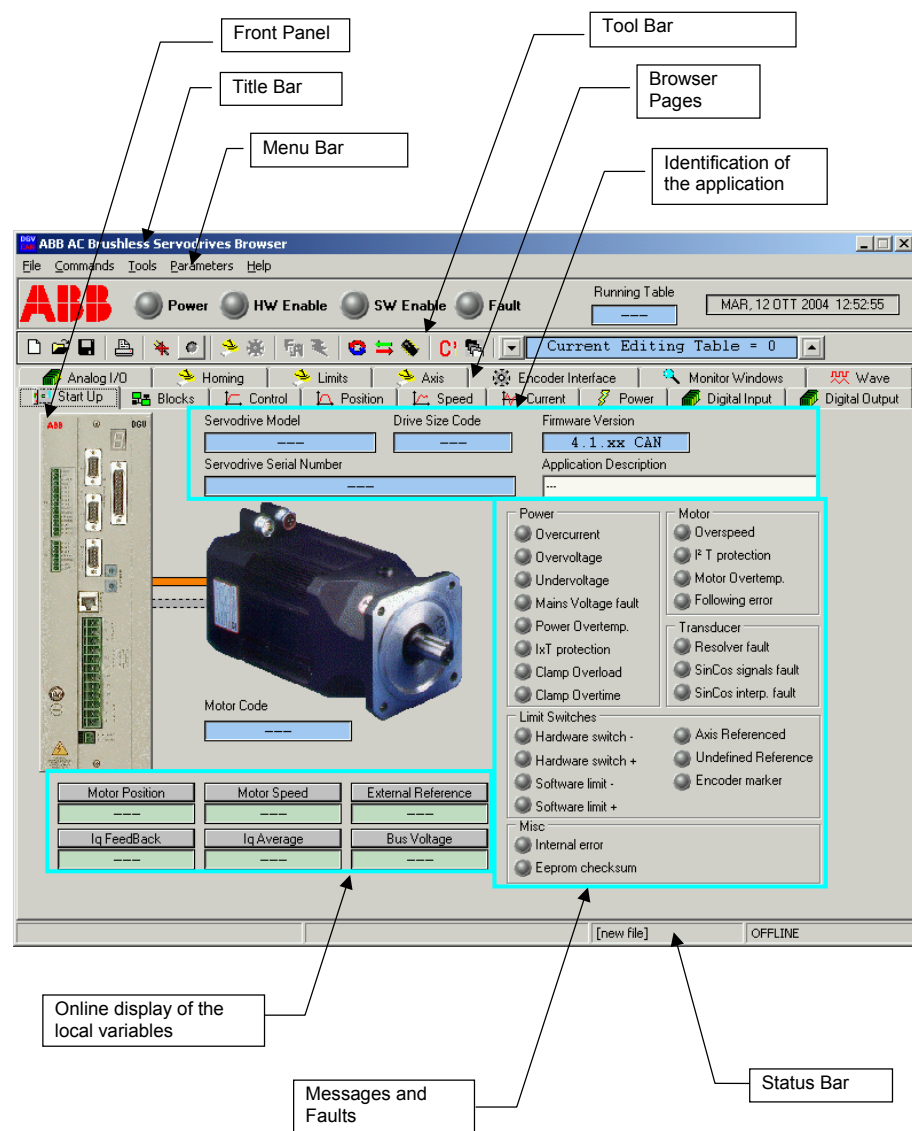 Front Panel
Tool Bar
Title Bar
Browser
Pages
Menu Bar
Identification of
the application
DGV
ABB AC Brushless Servodrives Browser
File Commands Tools Parameters Help
ABB
Power
HW Enable
SW Enable
Fault
Running Table
---
MAR, 12 OTT 2004 12:52:55
Current Editing Table = 0
Analog I/O
Homing
Limits
Axis
Encoder Interface
Monitor Windows
Wave
Start Up
Blocks
Control
Position
Speed
Current
Power
Digital Input
Digital Output
ABB
DGV
Servodrive Model
Drive Size Code
Firmware Version
---
---
4.1.xx CAN
Servodrive Serial Number
Application Description
---
---
Power
Overcurrent
Overvoltage
Undervoltage
Mains Voltage fault
Power Overtemp.
IxT protection
Clamp Overload
Clamp Overtime
Motor
Overspeed
I² T protection
Motor Overtemp.
Following error
Transducer
Resolver fault
SinCos signals fault
SinCos interp. fault
Motor Code
---
Limit Switches
Hardware switch -
Hardware switch +
Software limit -
Software limit +
Axis Referenced
Undefined Reference
Encoder marker
Misc
Internal error
Eeprom checksum
Motor Position
Motor Speed
External Reference
---
---
---
Iq FeedBack
Iq Average
Bus Voltage
---
---
---
[new file]
OFFLINE
Online display of the
local variables
Messages and
Faults
Status Bar